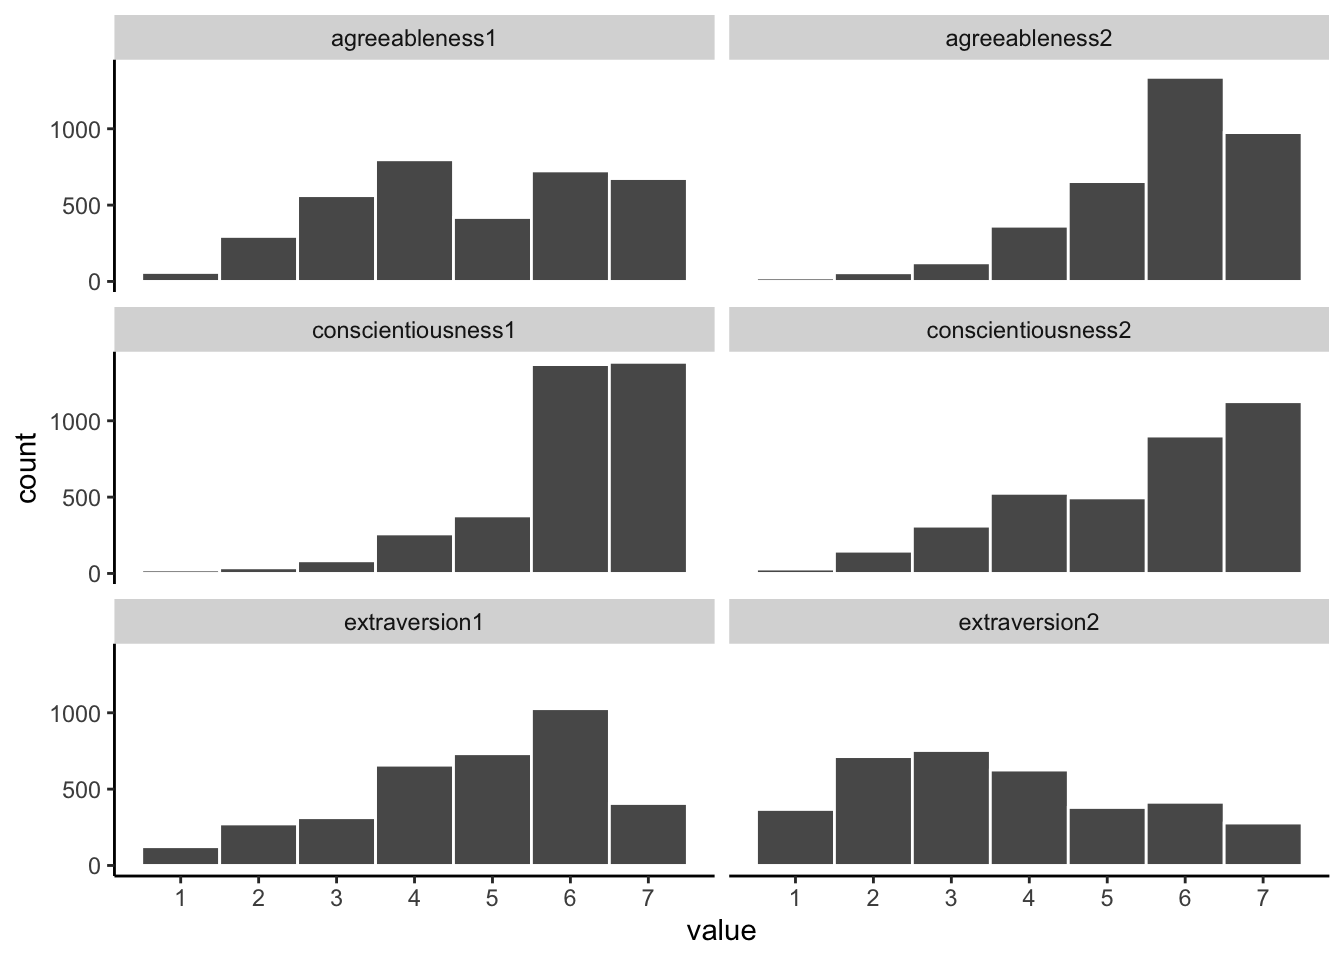 agreeableness1
agreeableness2
1000
500
0
conscientiousness1
conscientiousness2
1000
500
0
count
extraversion1
extraversion2
1000
500
0
1 2 3 4 5 6 7
1 2 3 4 5 6 7
value